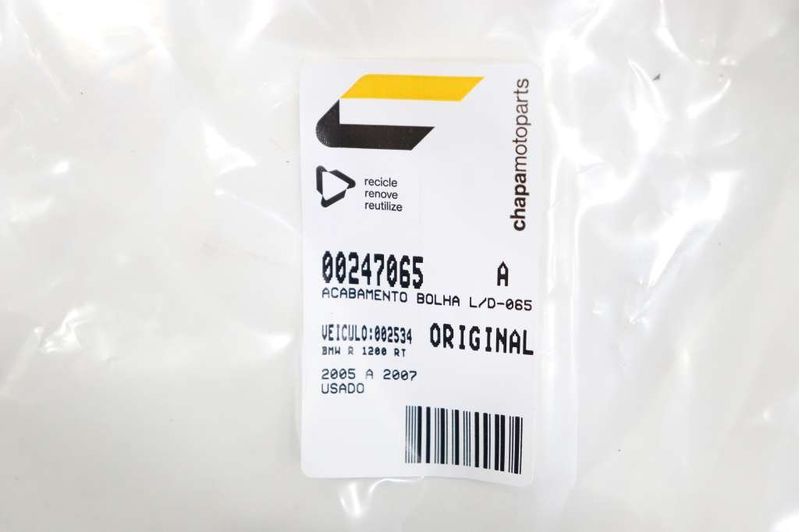 chapamotoparts
recicle
renove
reutilize
00247065 A
ACABAMENTO BOLHA L/D-065
VEICULO:002534 ORIGINAL
BMW R 1200 RT
2005 A 2007
USADO